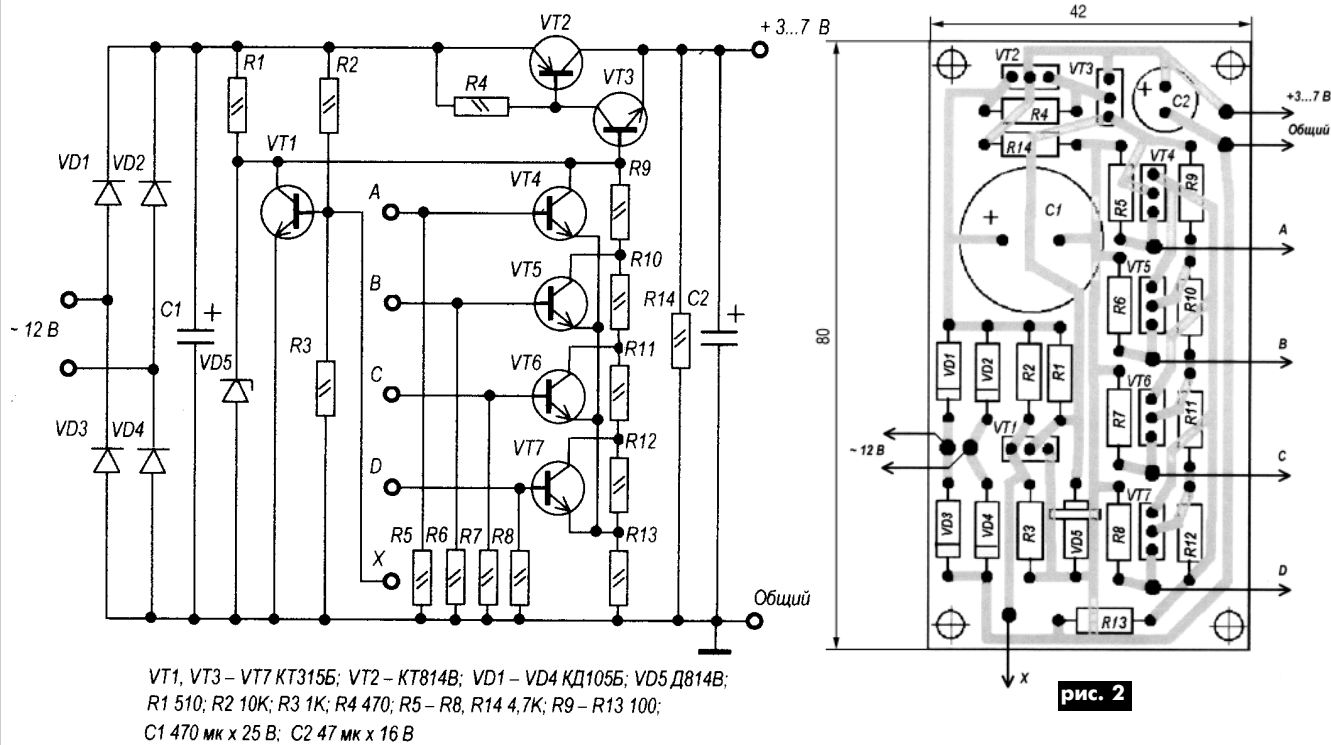 VT2
+ 3...7 В
R1
R2
R4
VT3
VD1
VD2
VT1
R9
A
VT4
R10
B
VT5
~ 12 В
C1
+
R14
C2
+
VD5
R3
R11
C
VT6
VD3
VD4
R12
D
VT7
R5
R6
R7
R8
R13
X
Общий
VT1, VT3 – VT7 КТ315Б; VT2 – КТ814В; VD1 – VD4 КД105Б; VD5 Д814В;
R1 510; R2 10K; R3 1K; R4 470; R5 – R8, R14 4,7K; R9 – R13 100;
C1 470 мк x 25 В; C2 47 мк x 16 В
42
80
VT2
VT3
+
C2
+3...7 В
R4
Общий
R14
VT4
R5
R9
+
C1
A
VT5
R6
R10
B
VD1
VD2
R2
R1
VT6
R7
R11
VT1
~ 12 В
C
VT7
VD3
VD4
R3
VD5
R8
R12
D
R13
X
рис. 2